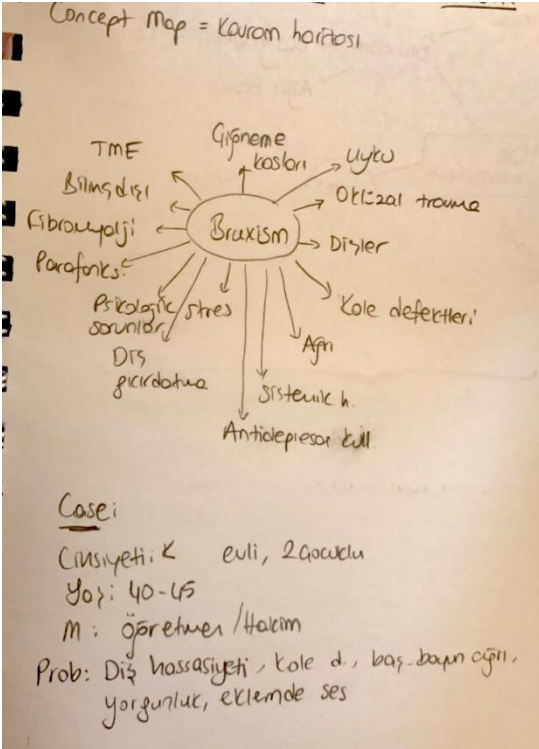 Concept Map = Kavram haritası
Çiğneme
kasları
TME
Uyku
Bilinçdışı
Oklüzal travma
Fibromyalji
Bruxism
Dişler
Parafonks.
Psikolojik/stres
sorunlar
Kole defektleri
Ağrı
Diş
gıcırdatma
Sistemik h.
Antidepresan kull.
Case:
Cinsiyeti: K evli, 2 çocuklu
Yaş: 40-45
M: öğretmen/Hakim
Prob: Diş hassasiyeti, kole d., baş-boyun ağrı,
yorgunluk, eklemde ses